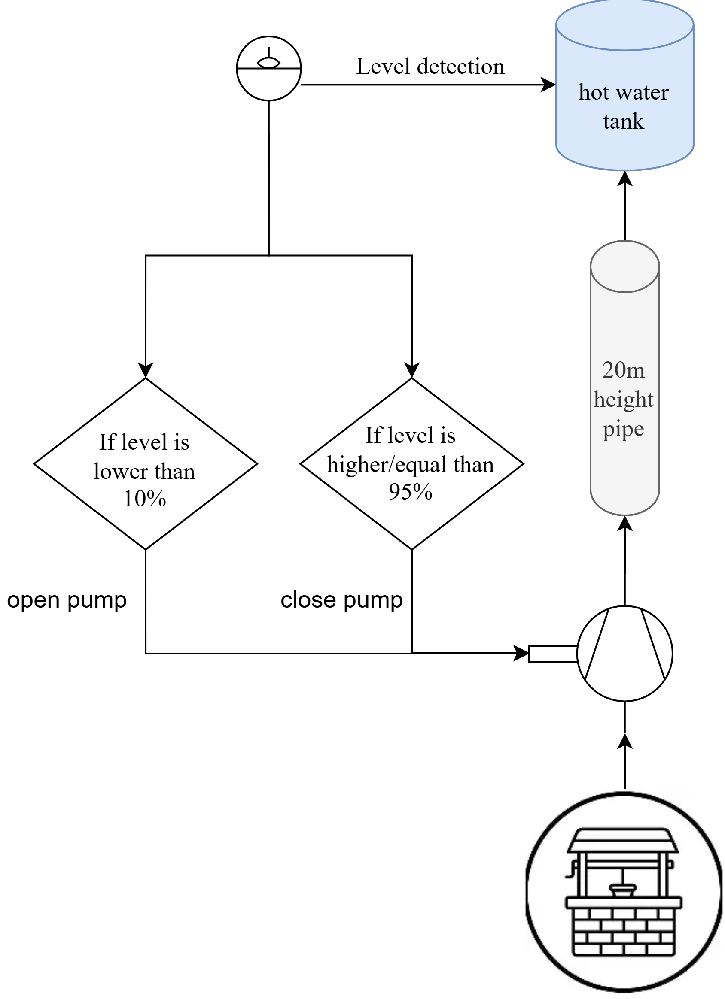 Level detection
hot water
tank
20m
height
pipe
If level is
lower than
10%
If level is
higher/equal than
95%
open pump
close pump